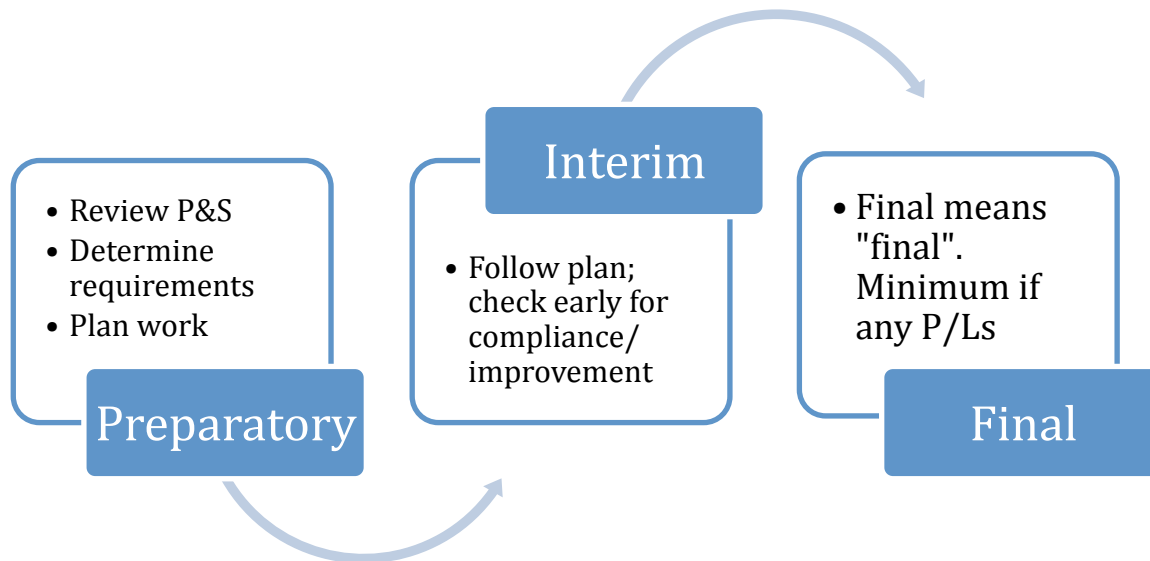 • Review P&S
• Determine
requirements
• Plan work
Preparatory
Interim
• Follow plan;
check early for
compliance/
improvement
• Final means
"final".
Minimum if
any P/Ls
Final